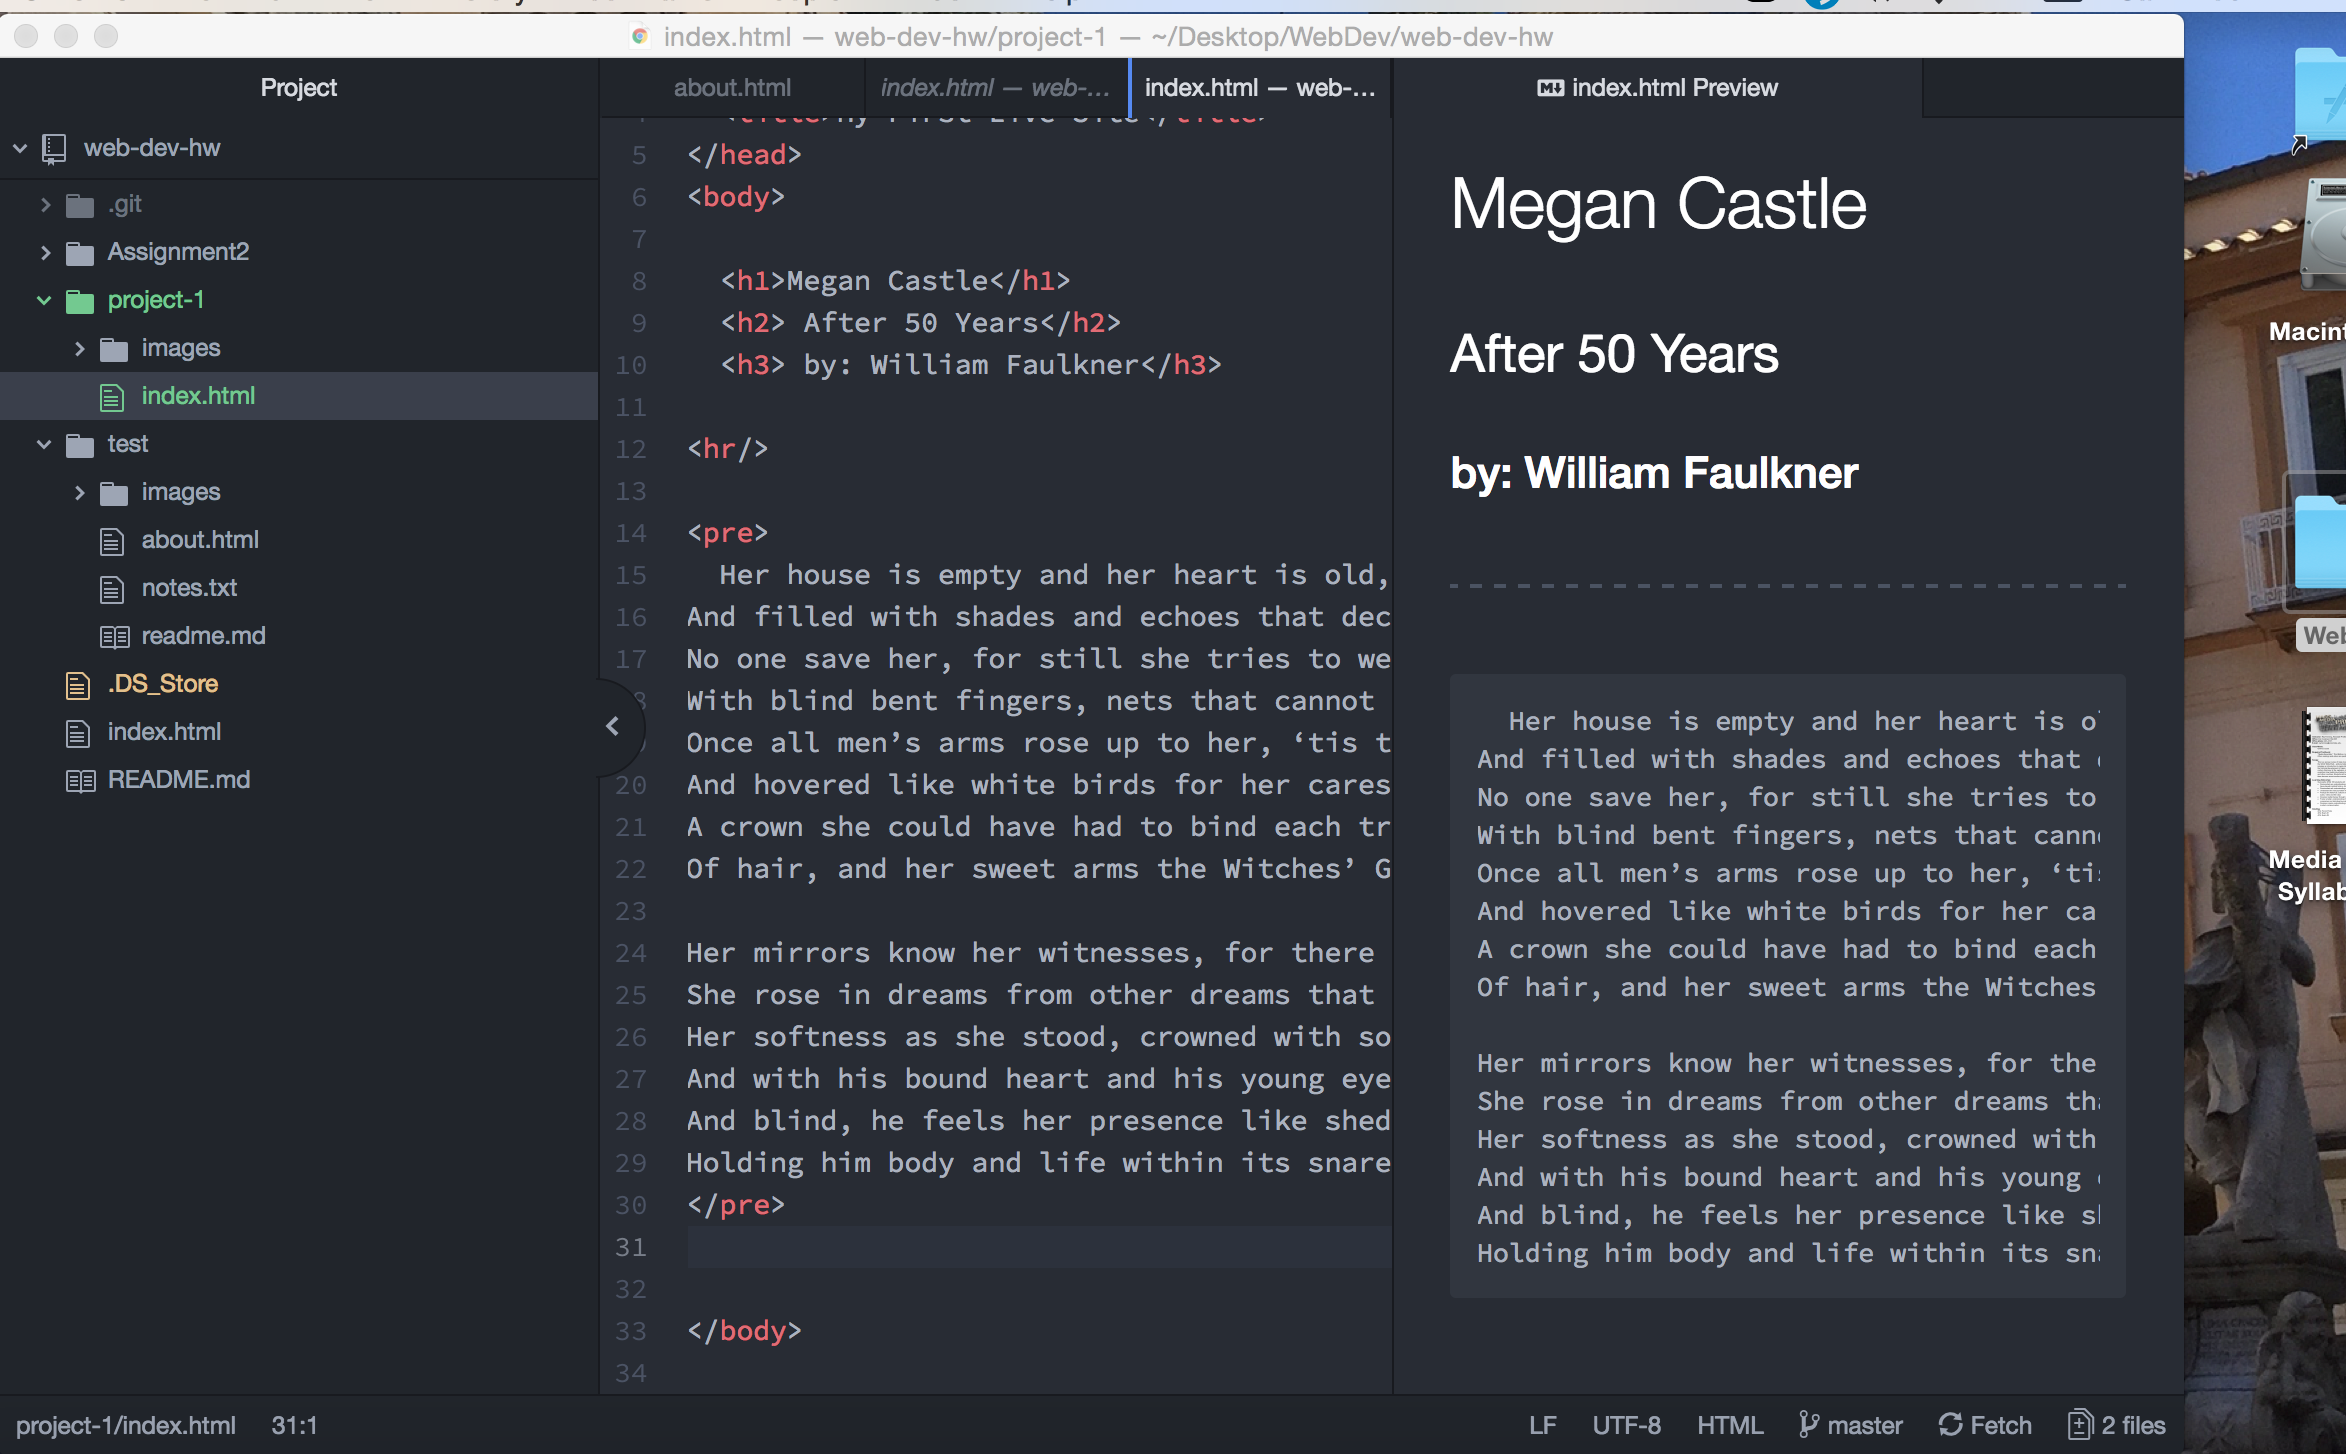 index.html — web-dev-hw/project-1 — ~/Desktop/WebDev/web-dev-hw
Project
web-dev-hw
.git
Assignment2
project-1
images
index.html
test
images
about.html
notes.txt
readme.md
.DS_Store
index.html
README.md
about.html
index.html — web-...
index.html — web-...
index.html Preview
4 <title>My First Live Site</title>
5 </head>
6 <body>
7
8 <h1>Megan Castle</h1>
9 <h2> After 50 Years</h2>
10 <h3> by: William Faulkner</h3>
11
12 <hr/>
13
14 <pre>
15 Her house is empty and her heart is old,
16 And filled with shades and echoes that dec
17 No one save her, for still she tries to we
With blind bent fingers, nets that cannot
Once all men’s arms rose up to her, ‘tis t
20 And hovered like white birds for her cares
21 A crown she could have had to bind each tr
22 Of hair, and her sweet arms the Witches’ G
23
24 Her mirrors know her witnesses, for there
25 She rose in dreams from other dreams that
26 Her softness as she stood, crowned with so
27 And with his bound heart and his young eye
28 And blind, he feels her presence like shed
29 Holding him body and life within its snare
30 </pre>
31
32
33 </body>
34
Megan Castle
After 50 Years
by: William Faulkner
Her house is empty and her heart is ol
And filled with shades and echoes that
No one save her, for still she tries to
With blind bent fingers, nets that canno
Once all men’s arms rose up to her, ‘tis
And hovered like white birds for her ca
A crown she could have had to bind each
Of hair, and her sweet arms the Witches
Her mirrors know her witnesses, for the
She rose in dreams from other dreams tha
Her softness as she stood, crowned with
And with his bound heart and his young
And blind, he feels her presence like sh
Holding him body and life within its sna
project-1/index.html 31:1
LF UTF-8 HTML master Fetch 2 files
Macint
Web
Media
Syllab